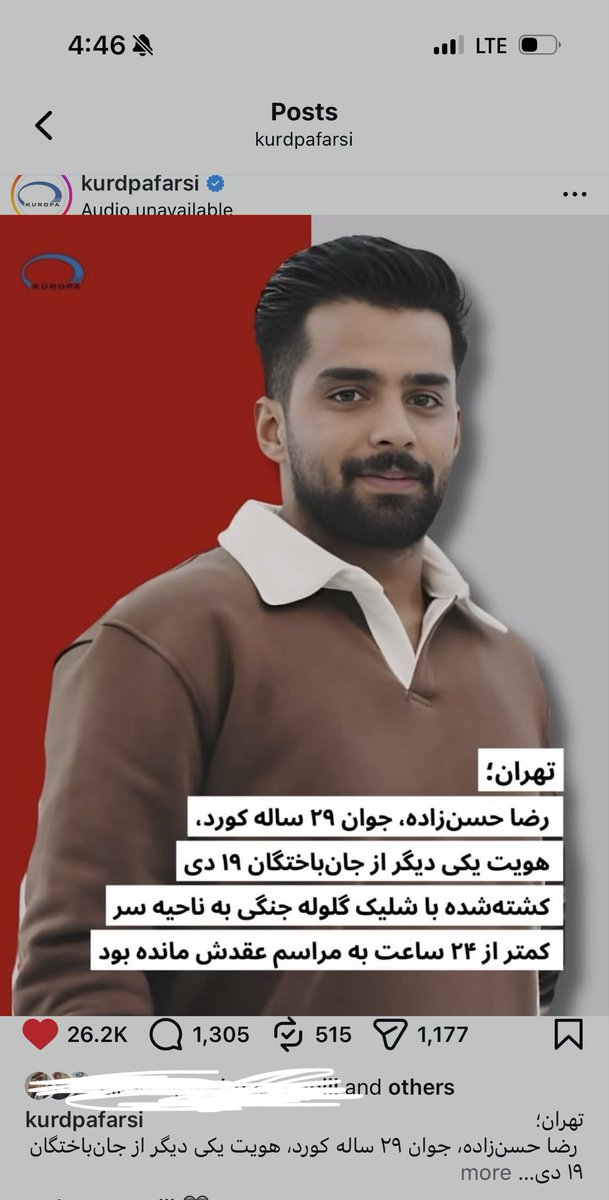 4:46
LTE
Posts
kurdpafarsi
KURDPA
kurdpafarsi
Audio unavailable
KURDPA
تهران؛
رضا حسن‌زاده، جوان ۲۹ ساله کورد،
هویت یکی دیگر از جان‌باختگان ۱۹ دی
کشته‌شده با شلیک گلوله جنگی به ناحیه سر
کمتر از ۲۴ ساعت به مراسم عقدش مانده بود
26.2K 1,305 515 1,177
and others
kurdpafarsi تهران؛
رضا حسن‌زاده، جوان ۲۹ ساله کورد، هویت یکی دیگر از جان‌باختگان
۱۹ دی... more